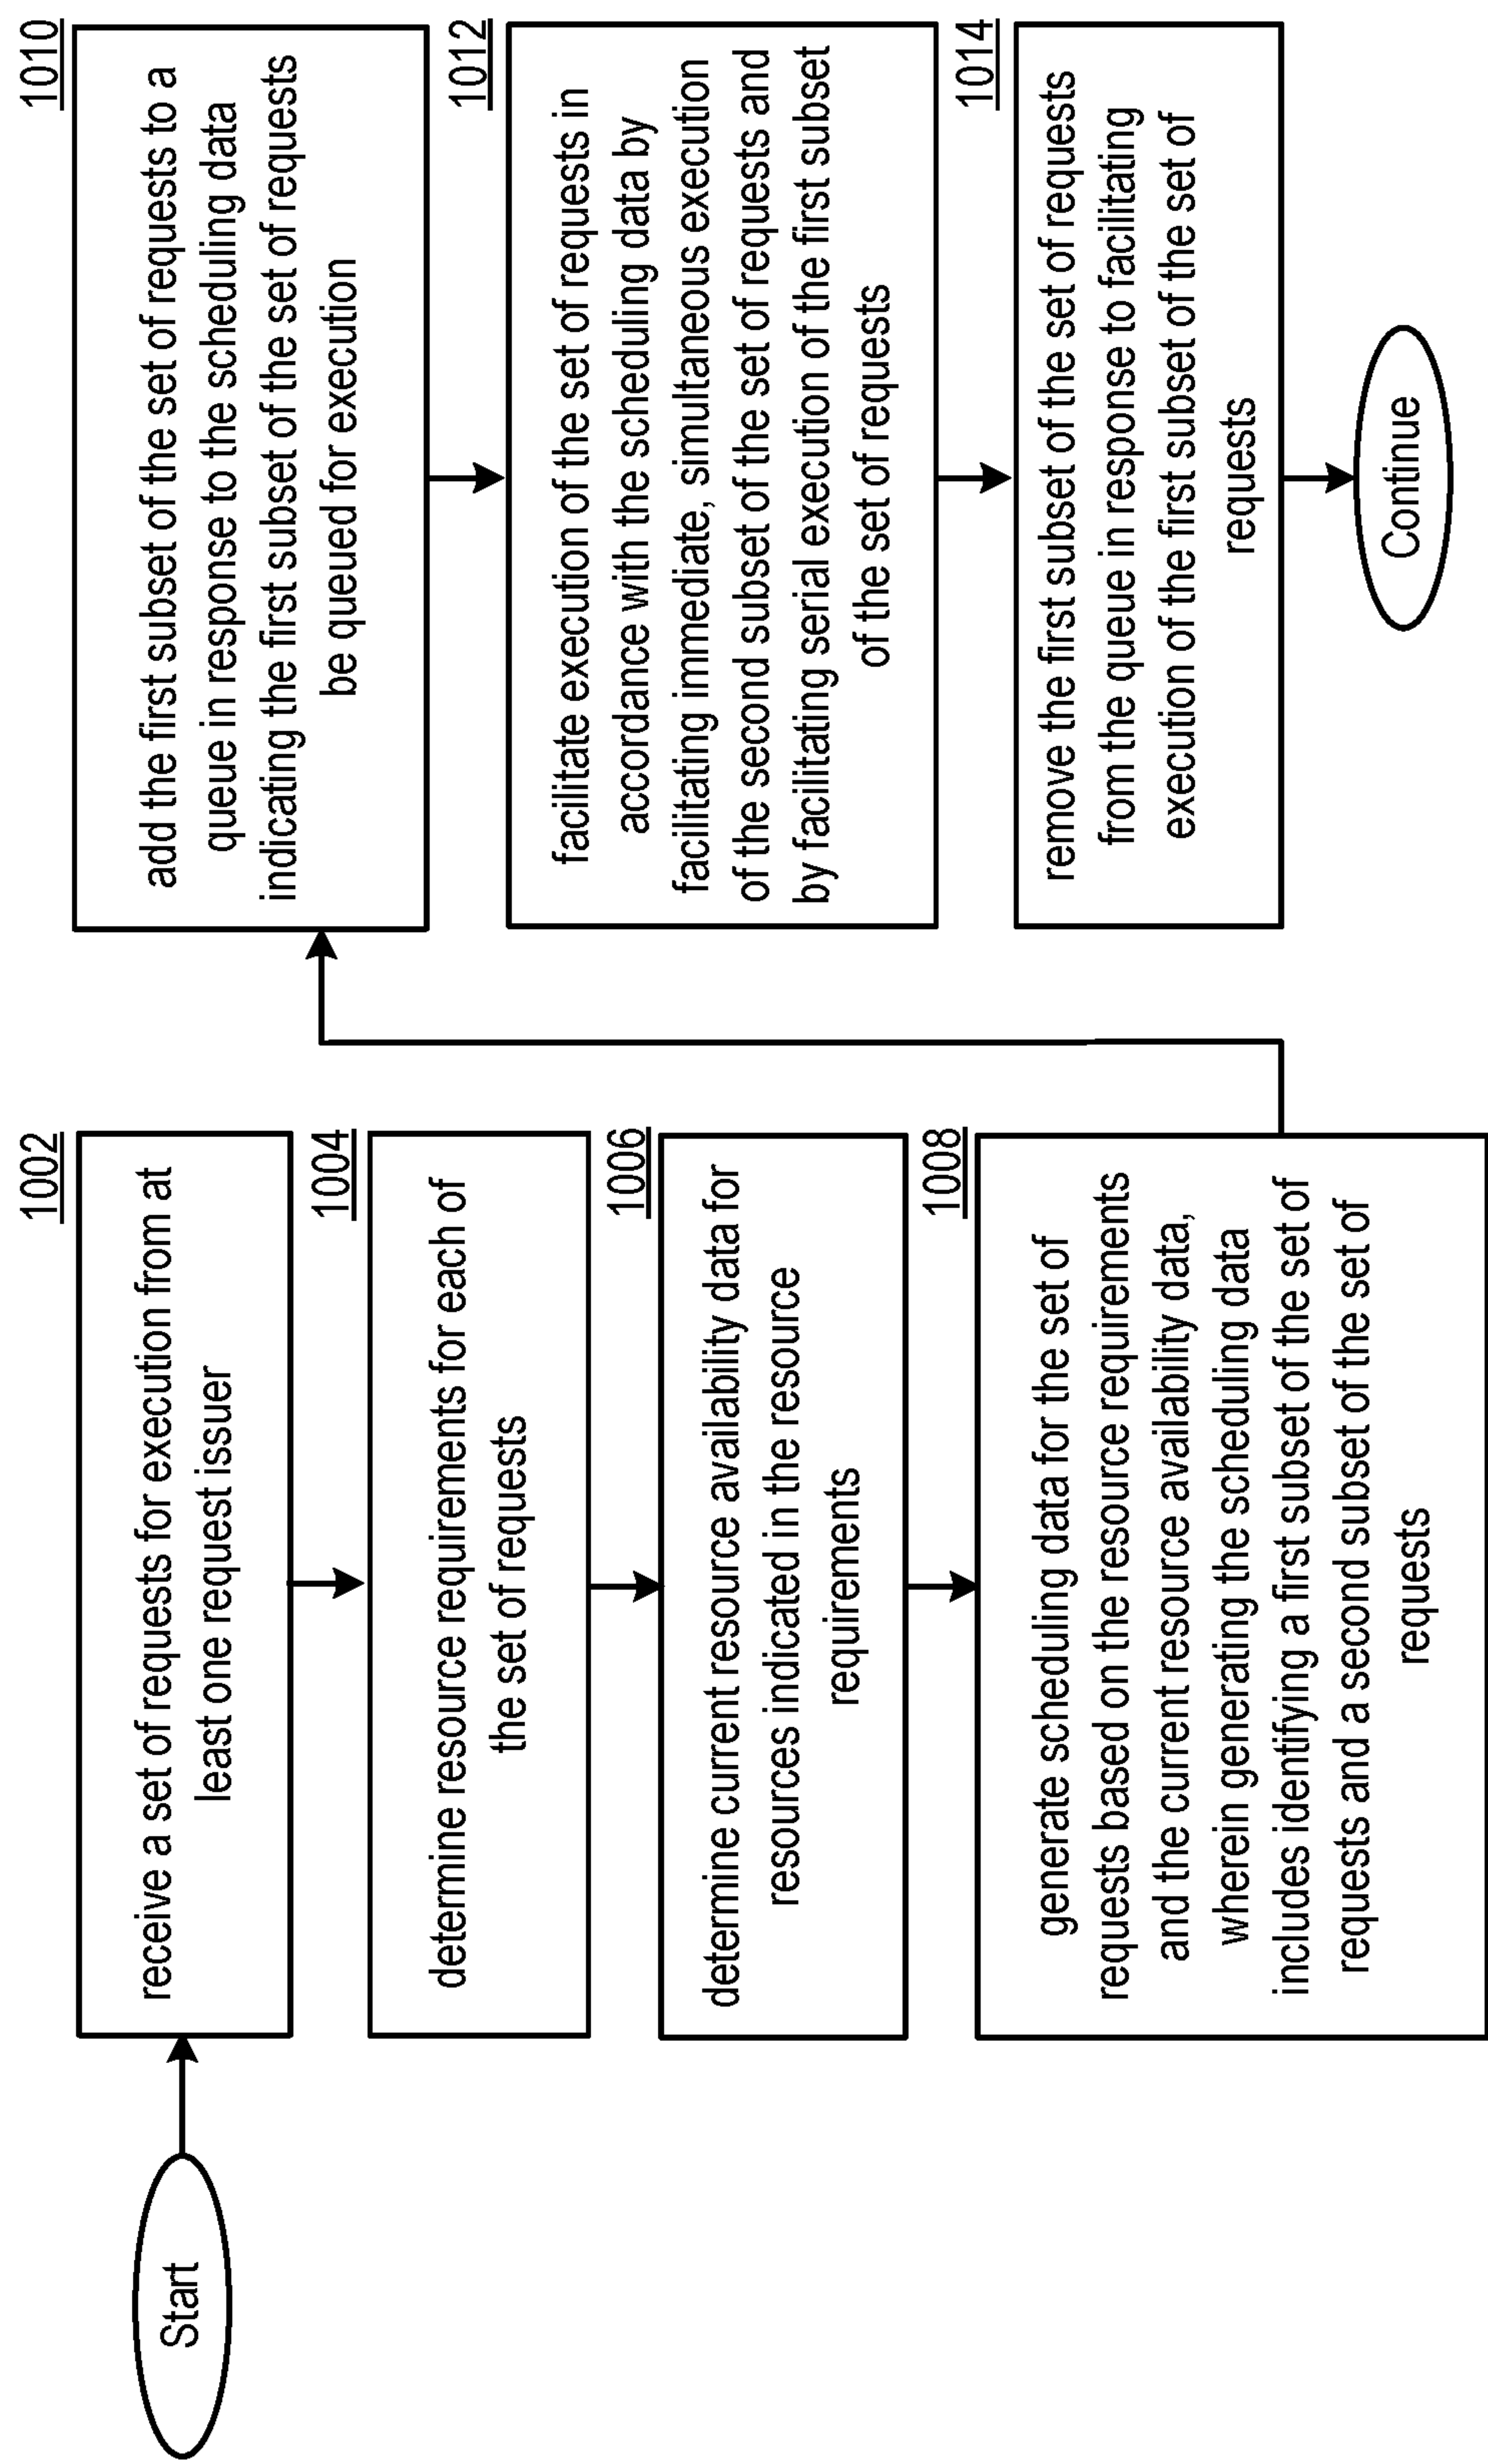 Start
1002
receive a set of requests for execution from at
least one request issuer
1004
determine resource requirements for each of
the set of requests
1006
determine current resource availability data for
resources indicated in the resource
requirements
1008
generate scheduling data for the set of
requests based on the resource requirements
and the current resource availability data,
wherein generating the scheduling data
includes identifying a first subset of the set of
requests and a second subset of the set of
requests
1010
add the first subset of the set of requests to a
queue in response to the scheduling data
indicating the first subset of the set of requests
be queued for execution
1012
facilitate execution of the set of requests in
accordance with the scheduling data by
facilitating immediate, simultaneous execution
of the second subset of the set of requests and
by facilitating serial execution of the first subset
of the set of requests
1014
remove the first subset of the set of requests
from the queue in response to facilitating
execution of the first subset of the set of
requests
Continue